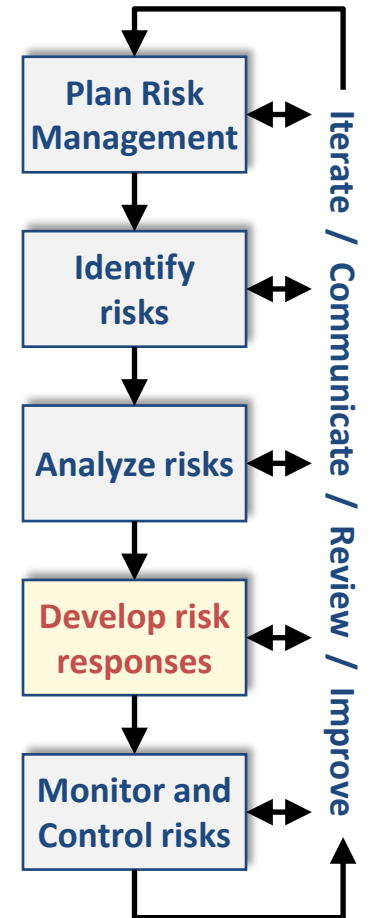 Plan Risk
Management
Identify
risks
Analyze risks
Develop risk
responses
Monitor and
Control risks
Iterate / Communicate / Review / Improve